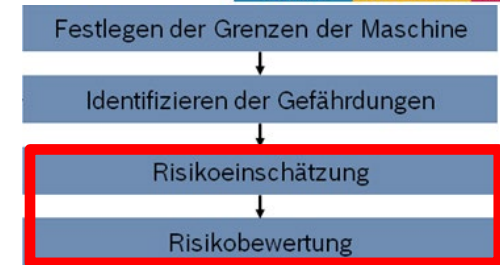 Festlegen der Grenzen der Maschine
Identifizieren der Gefährdungen
Risikoeinschätzung
Risikobewertung